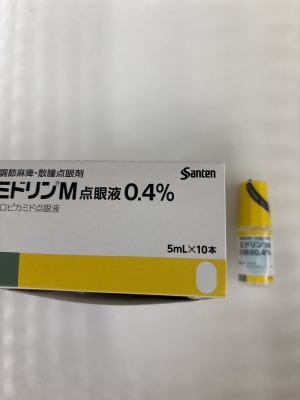 調節麻痺・散瞳点眼剤
Santen
ミドリンM 点眼液 0.4%
ロピカミド点眼液
5mL×10本
ミドリンM
点眼液0.4%